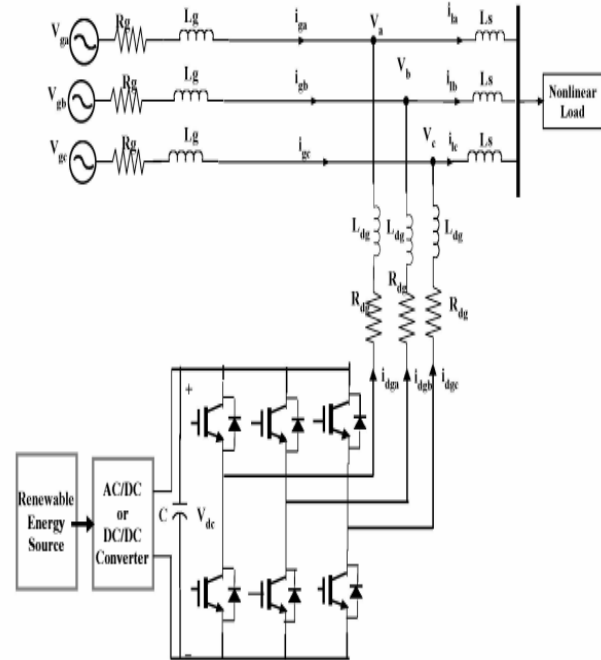 Vga Rg Lg iga Va ila Ls
Vgb Rg Lg igb Vb ilb Ls
Vgc Rg Lg igc Vc ilc Ls
Nonlinear
Load
Ldg Ldg Ldg
Rdg Rdg Rdg
idga idgb idgc
+
Renewable
Energy
Source
AC/DC
or
DC/DC
Converter
C Vdc
−